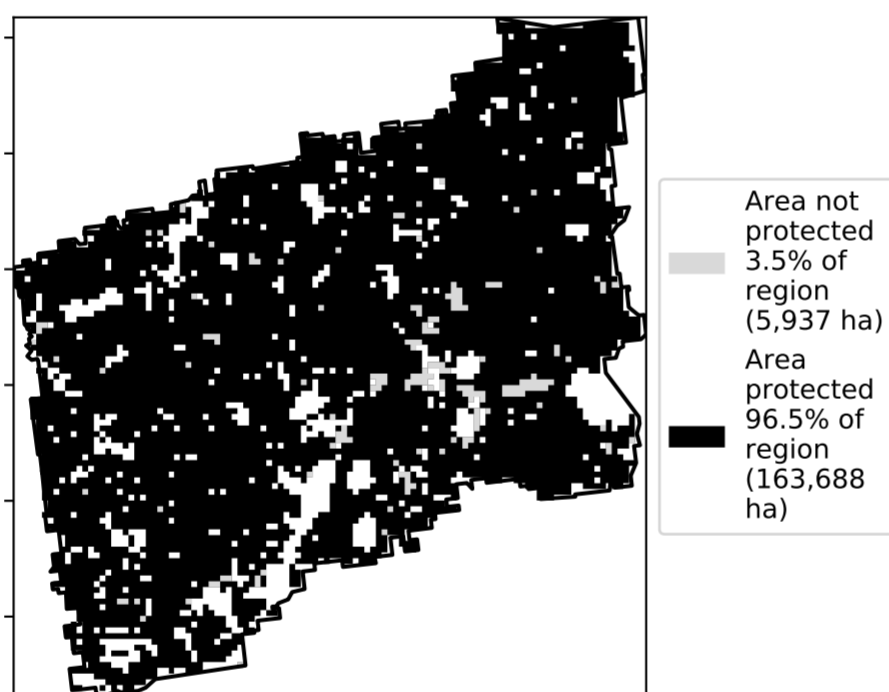 Area not
protected
3.5% of
region
(5,937 ha)
Area
protected
96.5% of
region
(163,688
ha)